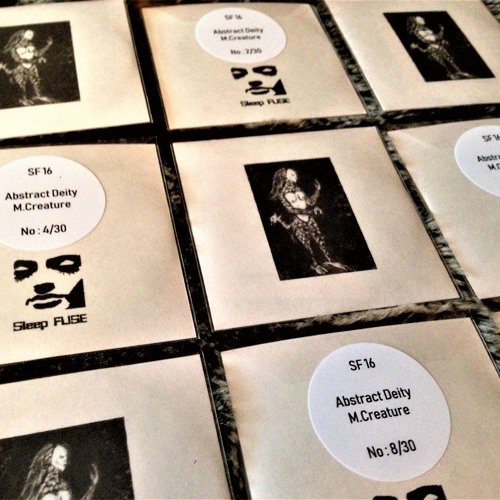 SF 16
Abstract Deity
M.Creature
No: 2/30
Sleep FUSE
SF 16
Abstract Deity
M.Creature
No : 4/30
Sleep FUSE
SF 16
Abstract Deity
M.Creature
No : 8/30